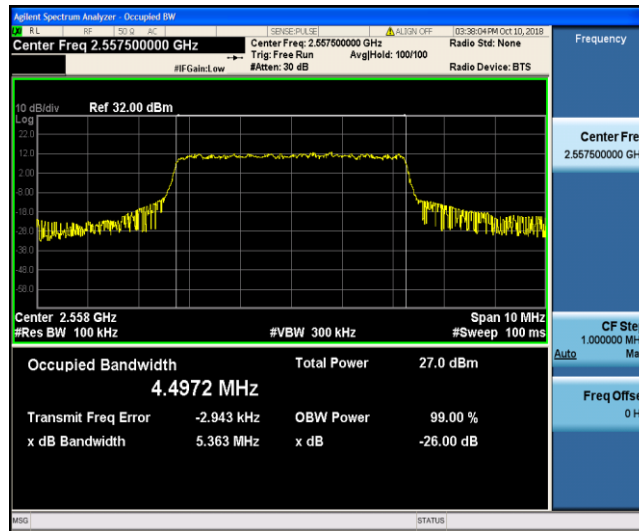 Agilent Spectrum Analyzer - Occupied BW
RL RF 50 Ω AC SENSE:PULSE ALIGN OFF 03:38:04 PM Oct 10, 2018
Center Freq 2.557500000 GHz
Center Freq: 2.557500000 GHz
Radio Std: None
Trig: Free Run Avg|Hold: 100/100
#IFGain:Low #Atten: 30 dB Radio Device: BTS
10 dB/div Ref 32.00 dBm
Log
22.0
12.0
2.00
-8.00
-18.0
-28.0
-38.0
-48.0
-58.0
Center 2.558 GHz Span 10 MHz
#Res BW 100 kHz #VBW 300 kHz #Sweep 100 ms
Occupied Bandwidth Total Power 27.0 dBm
4.4972 MHz
Transmit Freq Error -2.943 kHz OBW Power 99.00 %
x dB Bandwidth 5.363 MHz x dB -26.00 dB
MSG STATUS
Frequency
Center Fre
2.557500000 GH
CF Ste
1.000000 MH
Auto Ma
Freq Offse
0 H